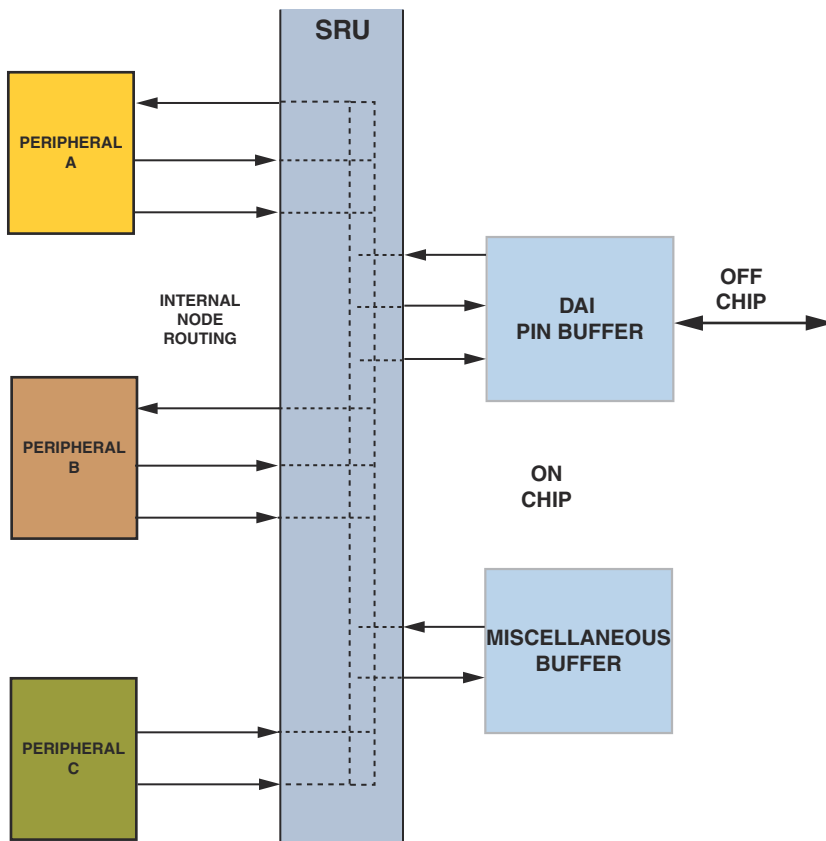 SRU
PERIPHERAL
A
INTERNAL
NODE
ROUTING
DAI
PIN BUFFER
OFF
CHIP
PERIPHERAL
B
ON
CHIP
MISCELLANEOUS
BUFFER
PERIPHERAL
C